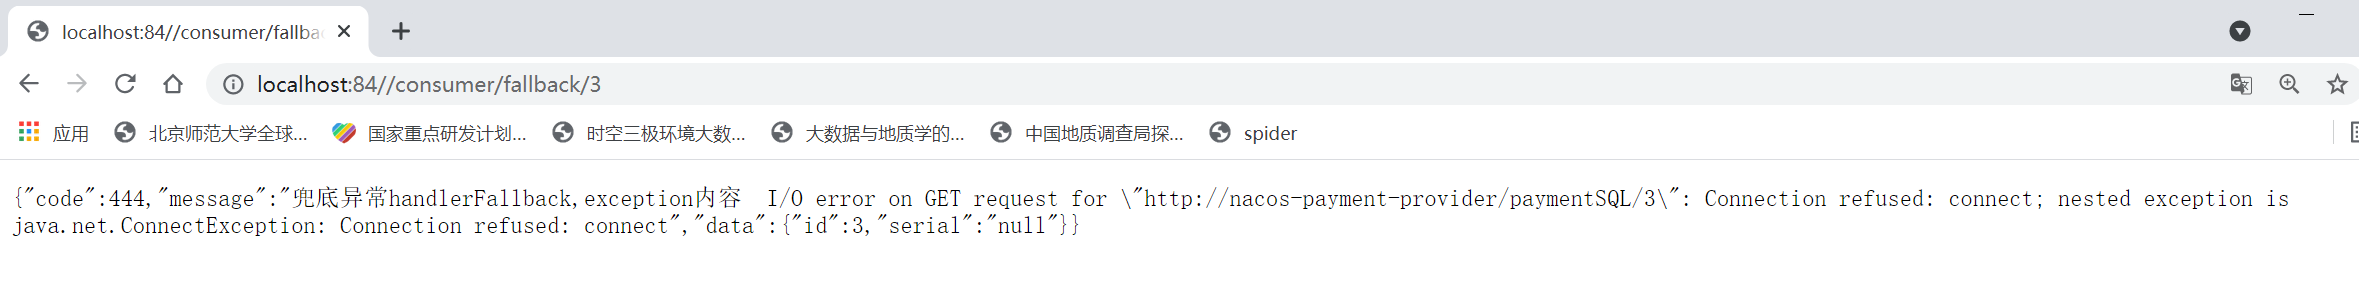 localhost:84//consumer/fallba
localhost:84//consumer/fallback/3
应用 北京师范大学全球... 国家重点研发计划... 时空三极环境大数... 大数据与地质学的... 中国地质调查局探... spider
{"code":444,"message":"兜底异常handlerFallback,exception内容  I/O error on GET request for \"http://nacos-payment-provider/paymentSQL/3\": Connection refused: connect; nested exception is
java.net.ConnectException: Connection refused: connect","data":{"id":3,"serial":"null"}}